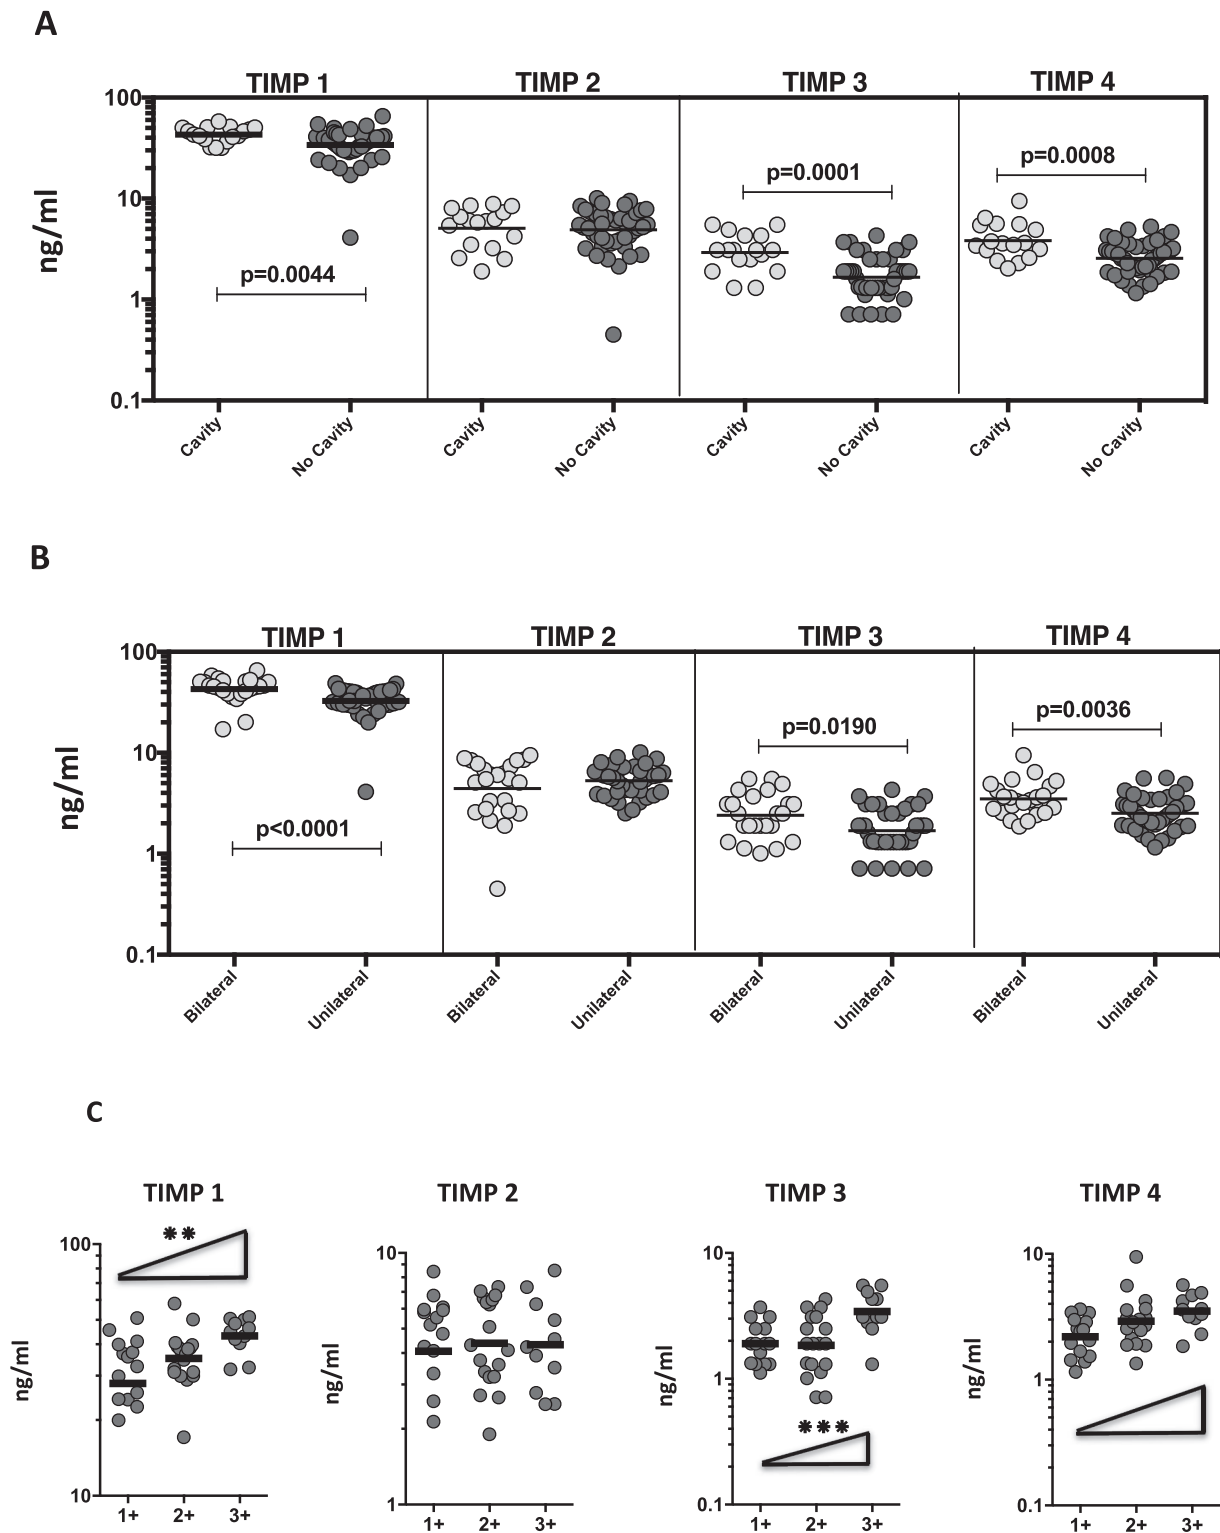 A
TIMP 1 TIMP 2 TIMP 3 TIMP 4
100
10
1
0.1
ng/ml
p=0.0044
p=0.0001
p=0.0008
Cavity No Cavity Cavity No Cavity Cavity No Cavity Cavity No Cavity
B
TIMP 1 TIMP 2 TIMP 3 TIMP 4
100
10
1
0.1
ng/ml
p<0.0001
p=0.0190
p=0.0036
Bilateral Unilateral Bilateral Unilateral Bilateral Unilateral Bilateral Unilateral
C
TIMP 1
**
100
10
ng/ml
1+ 2+ 3+
TIMP 2
10
1
ng/ml
1+ 2+ 3+
TIMP 3
10
1
0.1
ng/ml
***
1+ 2+ 3+
TIMP 4
10
1
0.1
ng/ml
1+ 2+ 3+